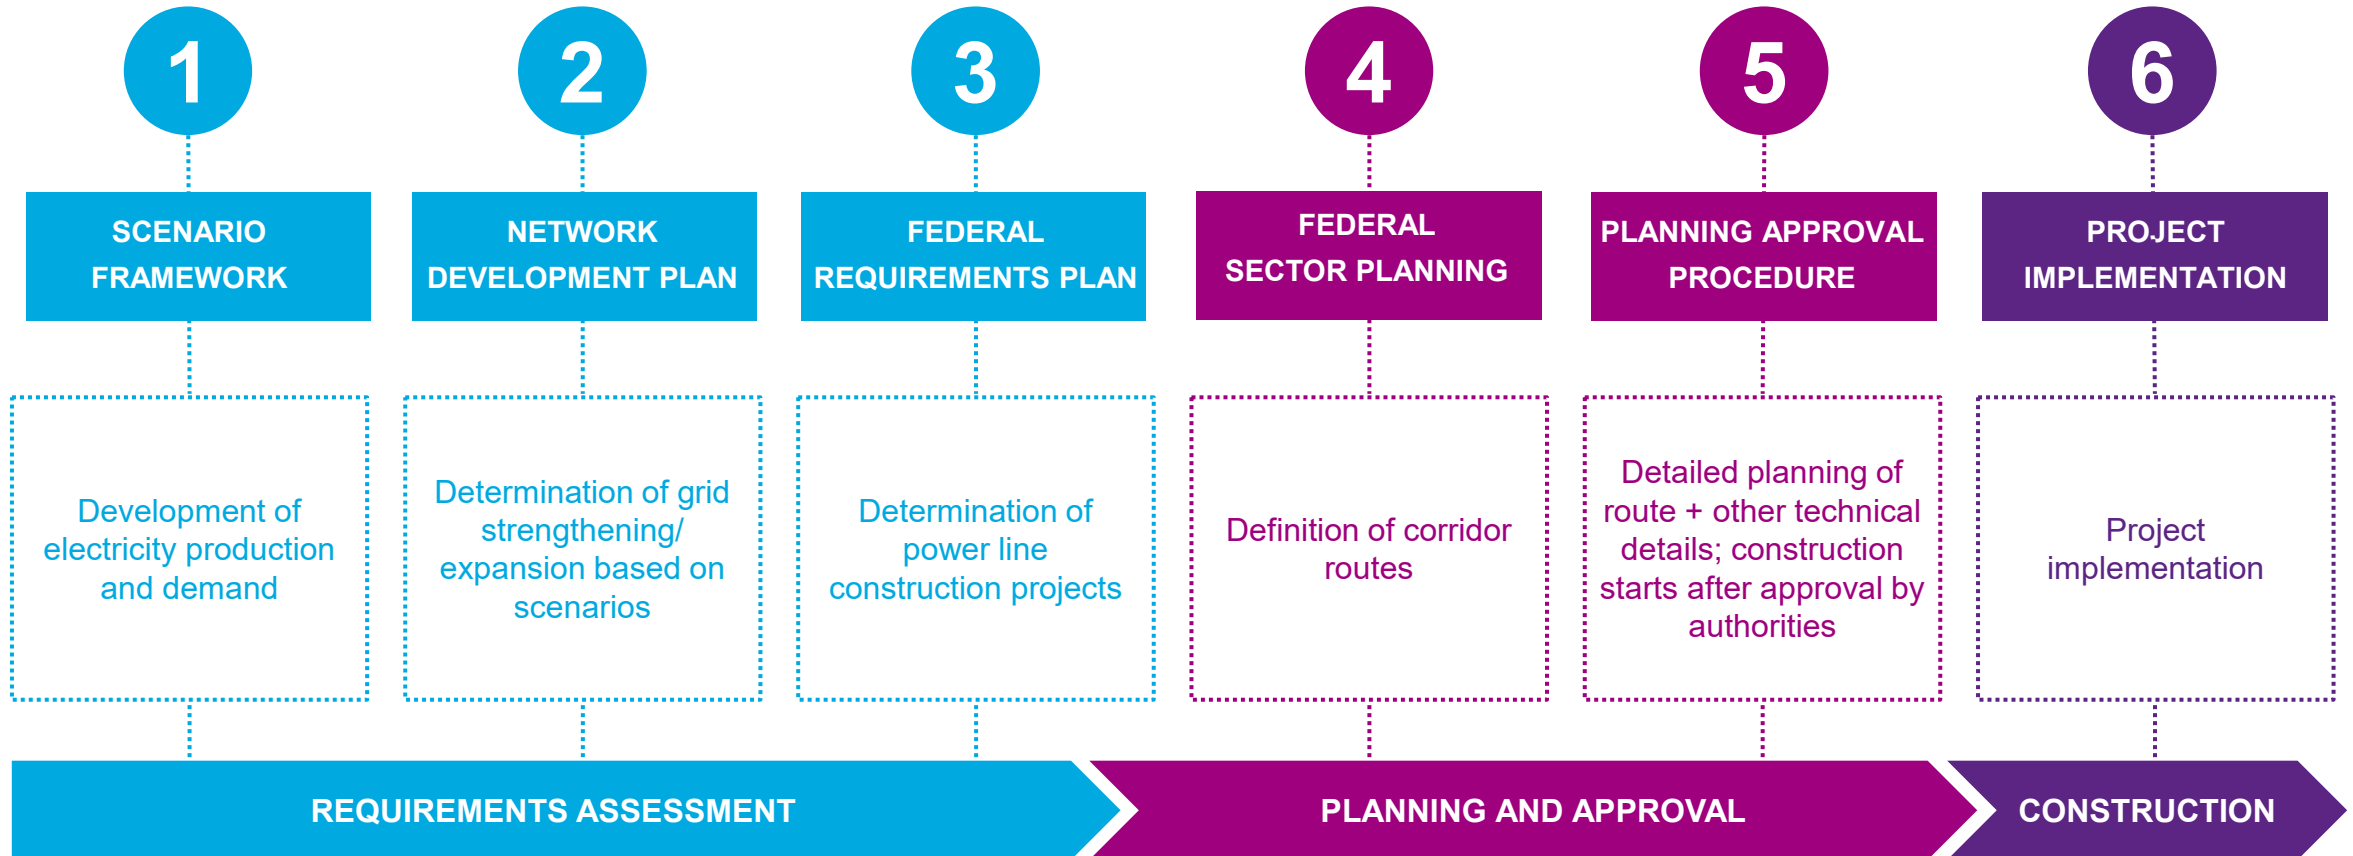 1
2
3
4
5
6
SCENARIO
FRAMEWORK
NETWORK
DEVELOPMENT PLAN
FEDERAL
REQUIREMENTS PLAN
FEDERAL
SECTOR PLANNING
PLANNING APPROVAL
PROCEDURE
PROJECT
IMPLEMENTATION
Development of
electricity production
and demand
Determination of grid
strengthening/
expansion based on
scenarios
Determination of
power line
construction projects
Definition of corridor
routes
Detailed planning of
route + other technical
details; construction
starts after approval by
authorities
Project
implementation
REQUIREMENTS ASSESSMENT
PLANNING AND APPROVAL
CONSTRUCTION